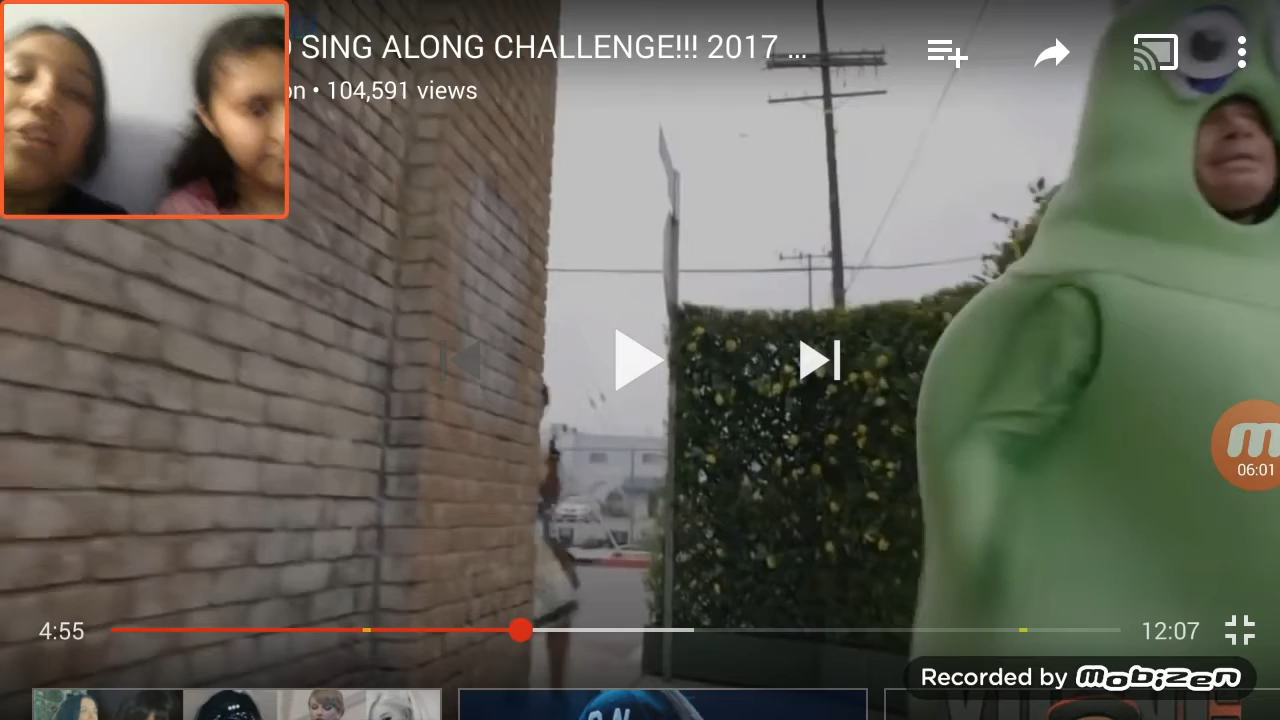 SING ALONG CHALLENGE!!! 2017 ...
on • 104,591 views
06:01
4:55
12:07
Recorded by mobizen